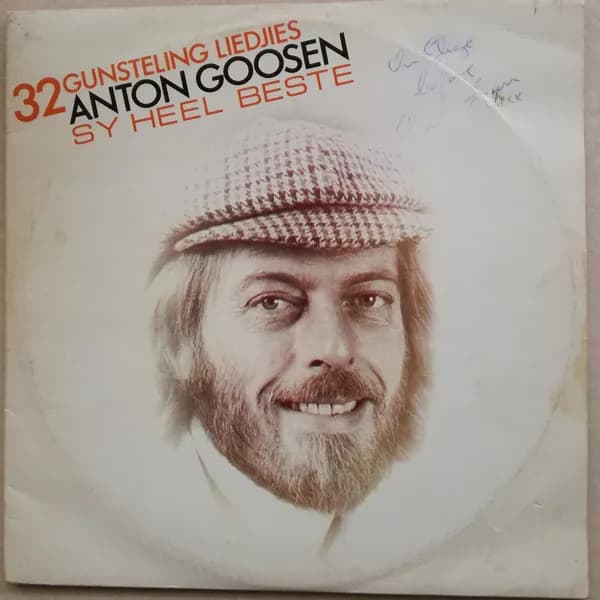 32 GUNSTELING LIEDJIES
ANTON GOOSEN
SY HEEL BESTE